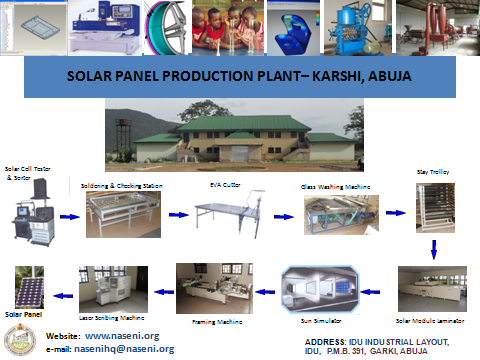 SOLAR PANEL PRODUCTION PLANT– KARSHI, ABUJA
Solar Cell Tester
& Sorter
Soldering & Checking Station
EVA Cutter
Glass Washing Machine
Stay Trolley
Solar Panel
Laser Scribing Machine
Framing Machine
Sun Simulator
Solar Module Laminator
Website: www.naseni.org
e-mail: nasenihq@naseni.org
ADDRESS: IDU INDUSTRIAL LAYOUT,
IDU, P.M.B. 391, GARKI, ABUJA